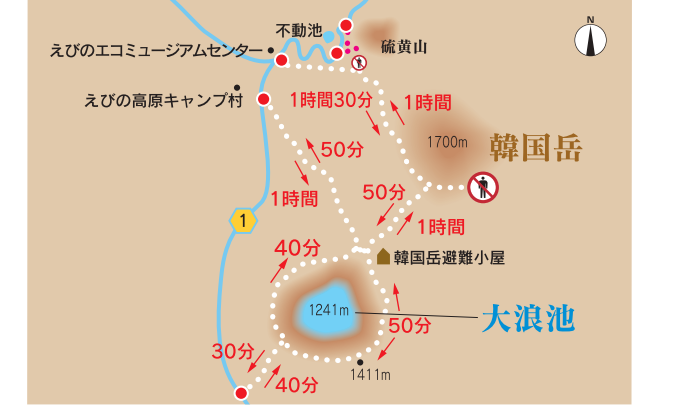 N
不動池
えびのエコミュージアムセンター
硫黄山
えびの高原キャンプ村
1時間30分
1時間
1700m
韓国岳
50分
1時間
50分
1
1時間
40分
韓国岳避難小屋
1241m
大浪池
50分
30分
1411m
40分